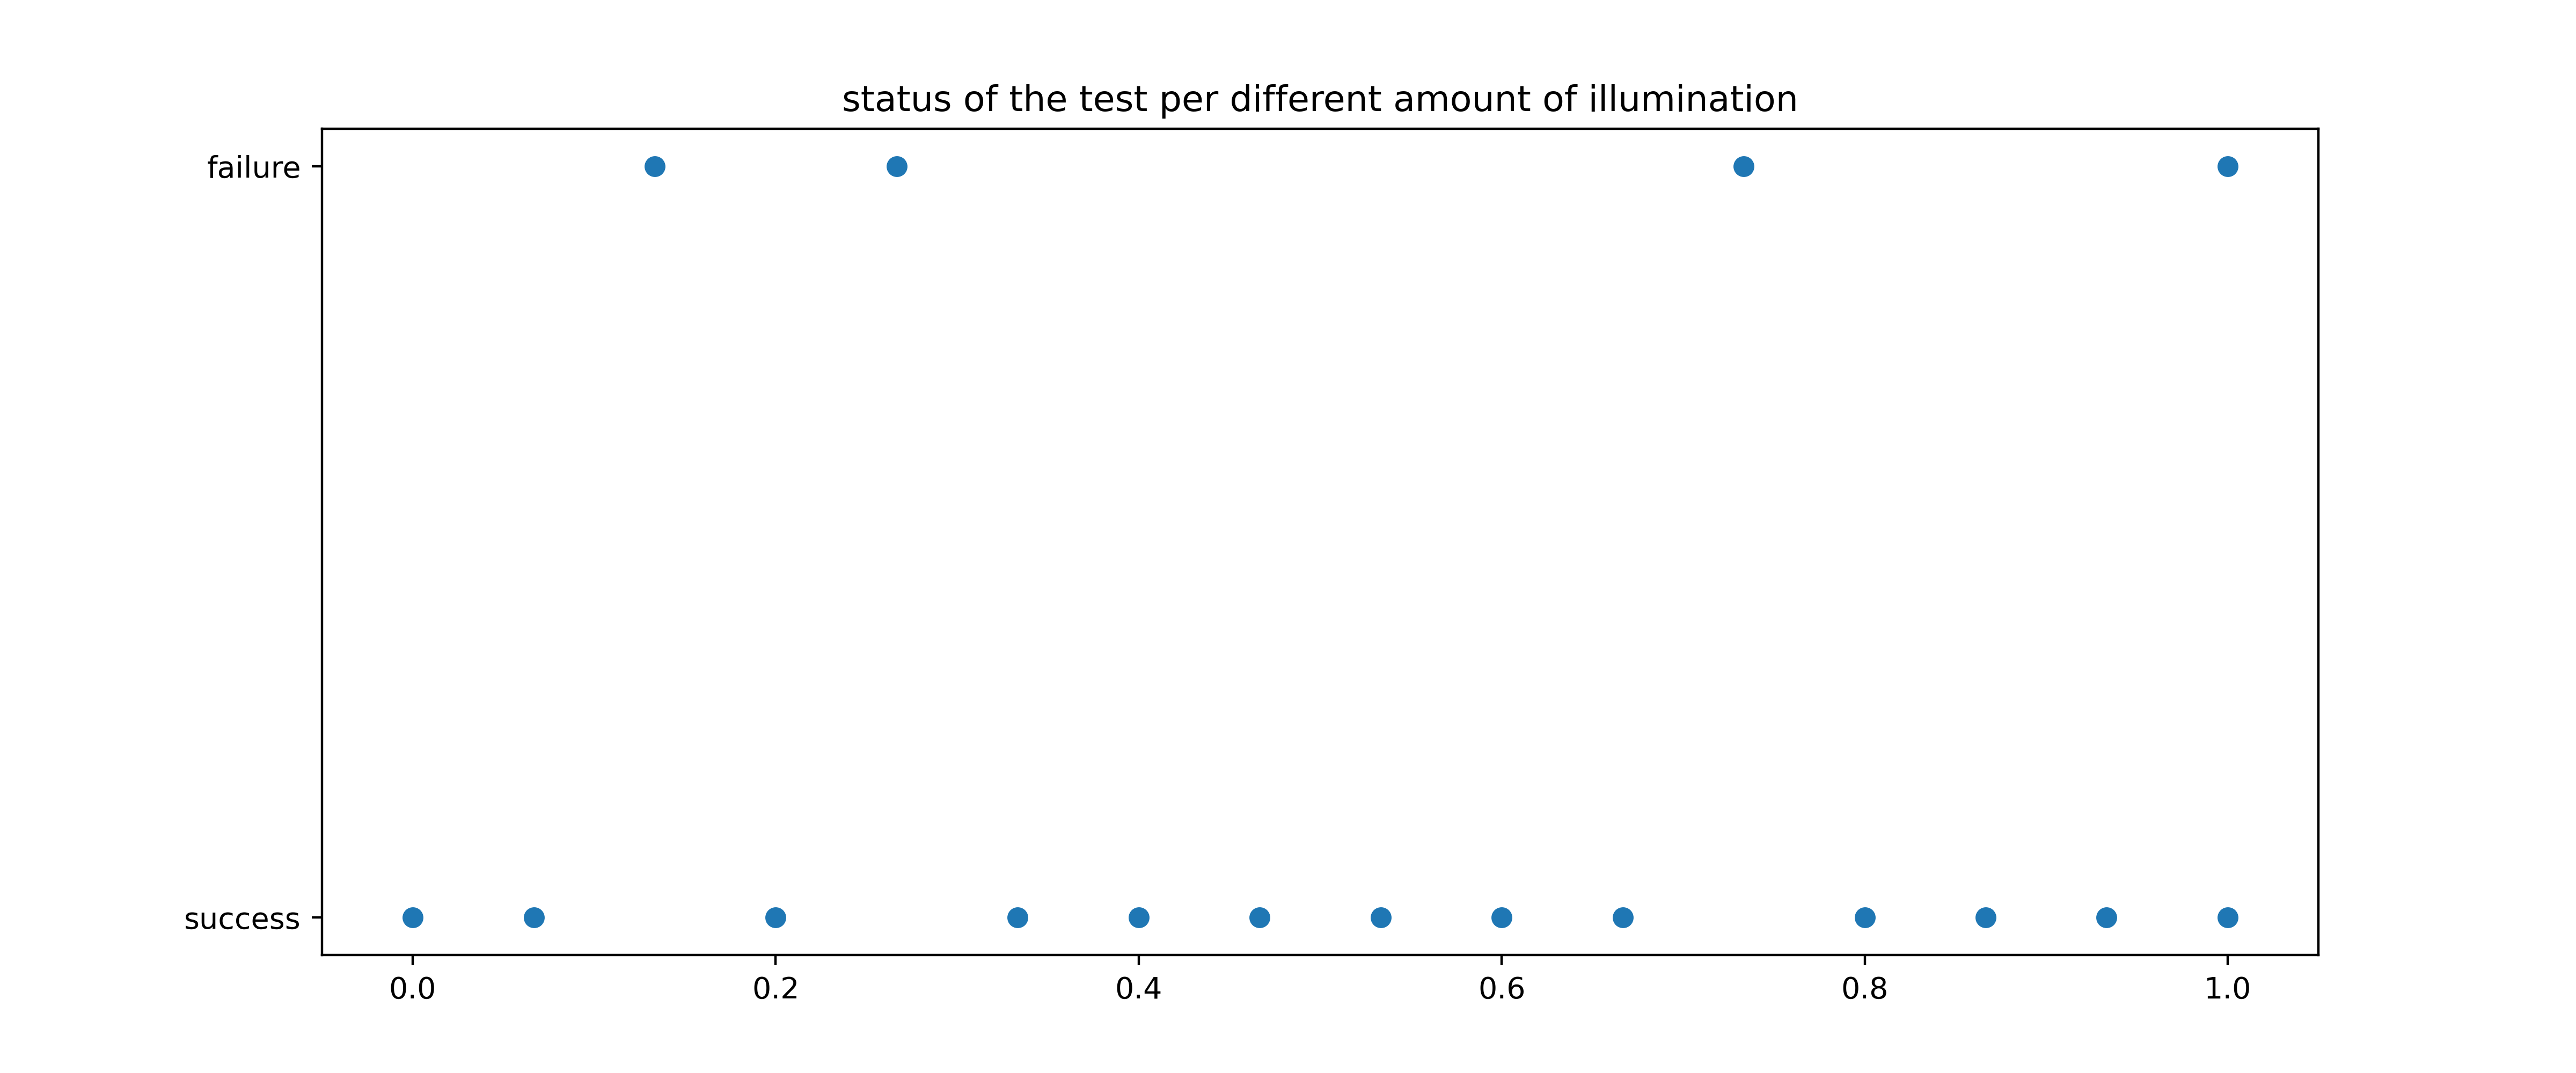 status of the test per different amount of illumination
failure
success
0.0 0.2 0.4 0.6 0.8 1.0